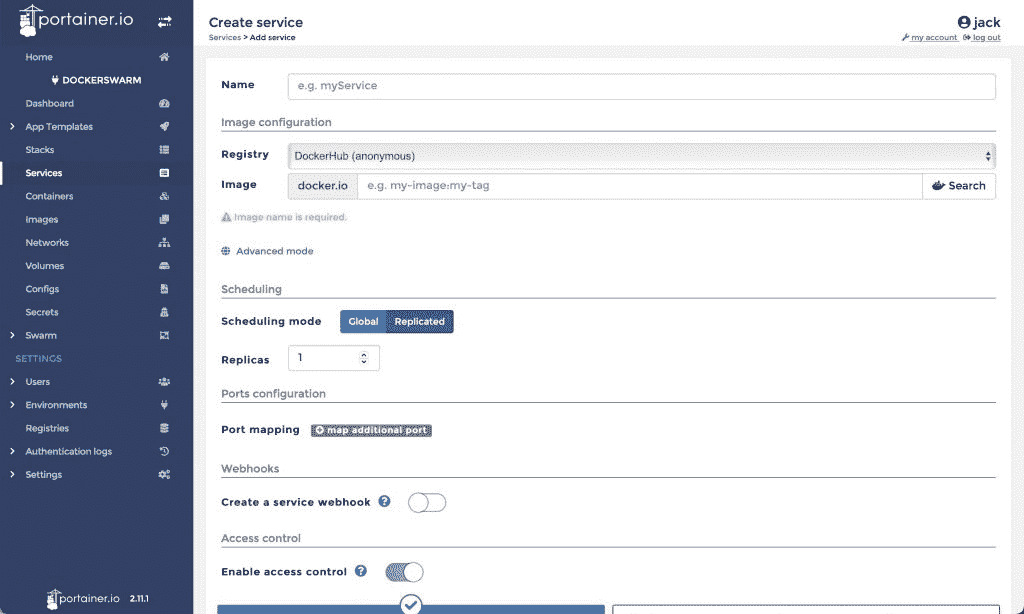 portainer.io
Home
DOCKERSWARM
Dashboard
App Templates
Stacks
Services
Containers
Images
Networks
Volumes
Configs
Secrets
Swarm
SETTINGS
Users
Environments
Registries
Authentication logs
Settings
portainer.io 2.11.1
Create service
Services > Add service
jack
my account log out
Name e.g. myService
Image configuration
Registry DockerHub (anonymous)
Image docker.io e.g. my-image:my-tag Search
Image name is required.
Advanced mode
Scheduling
Scheduling mode Global Replicated
Replicas 1
Ports configuration
Port mapping map additional port
Webhooks
Create a service webhook ?
Access control
Enable access control ?